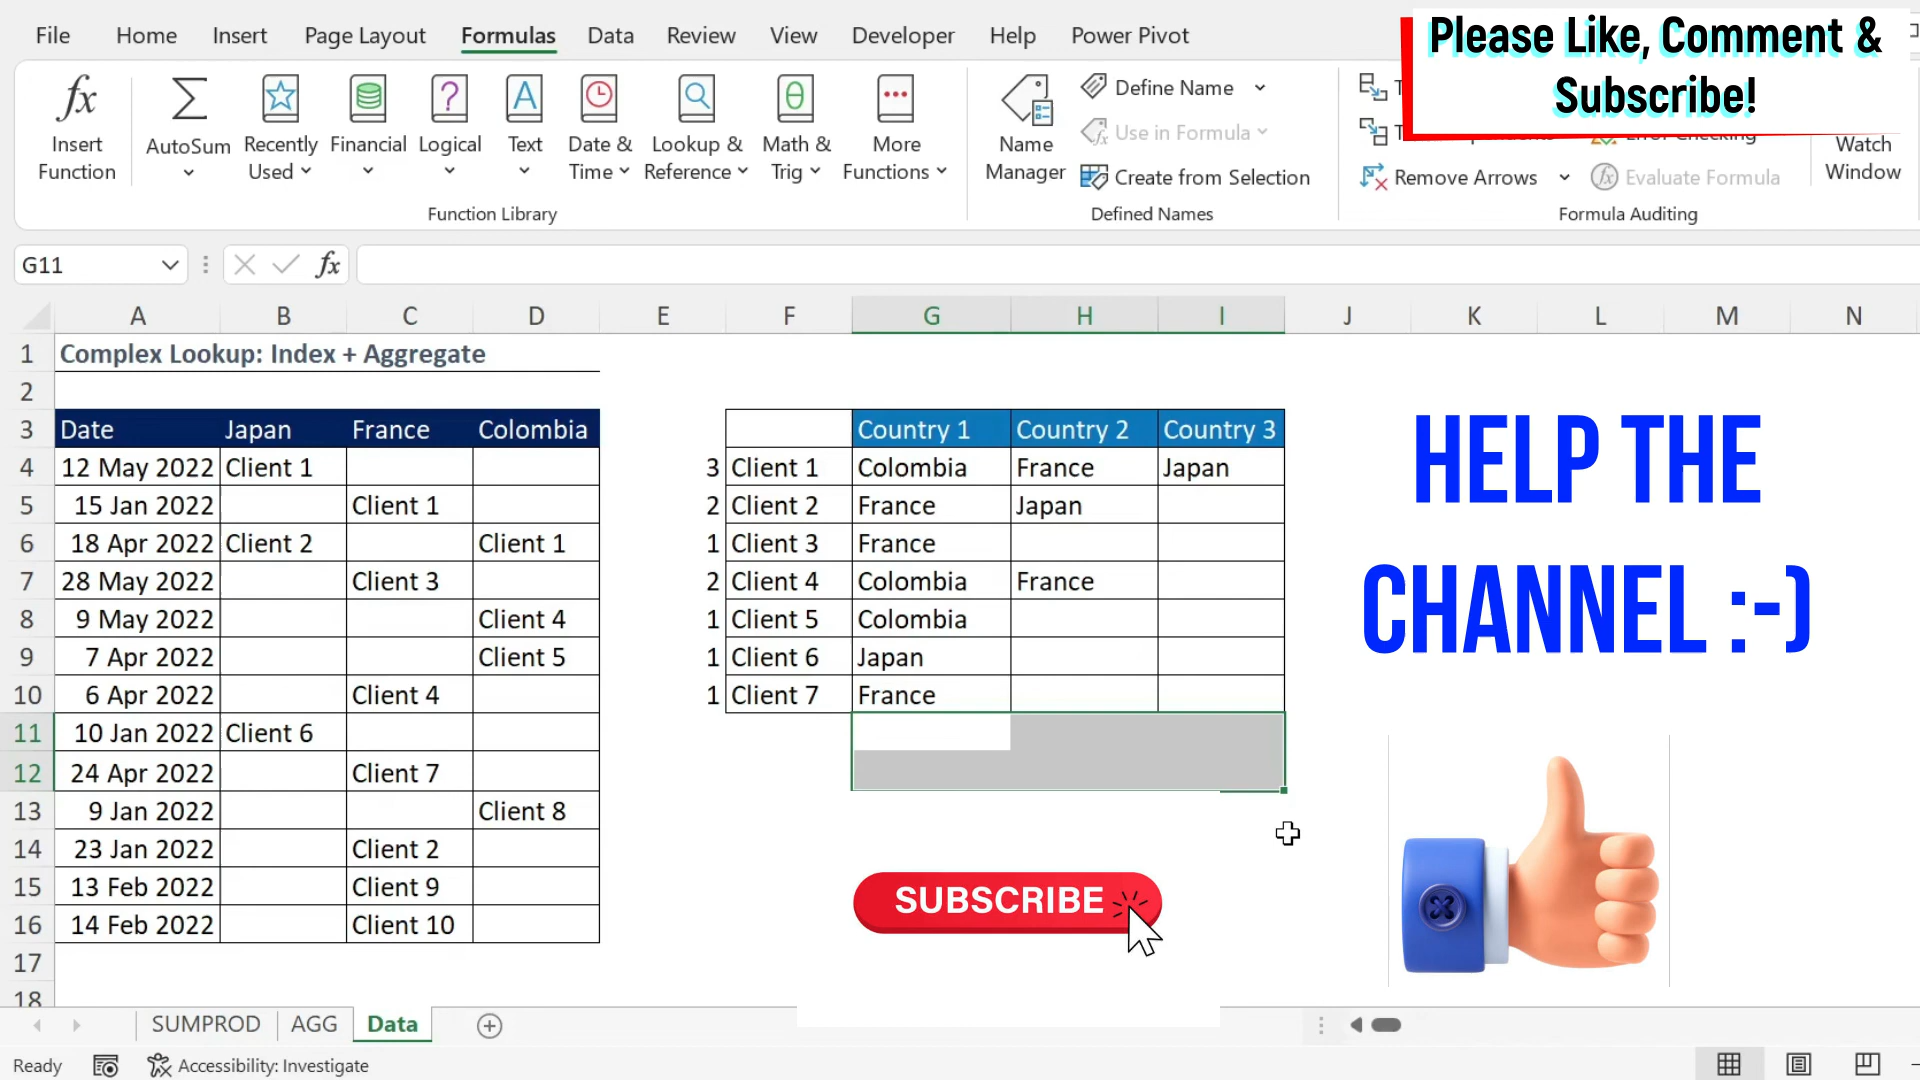 File Home Insert Page Layout Formulas Data Review View Developer Help Power Pivot
Please Like, Comment &
Subscribe!
Insert
Function
AutoSum
Recently
Used
Financial
Logical
Text
Date &
Time
Lookup &
Reference
Math &
Trig
More
Functions
Function Library
Name
Manager
Define Name
Use in Formula
Create from Selection
Defined Names
Remove Arrows
Error Checking
Evaluate Formula
Formula Auditing
Watch
Window
G11
fx
A B C D E F G H I J K L M N
1 Complex Lookup: Index + Aggregate
2
3 Date Japan France Colombia Country 1 Country 2 Country 3
4 12 May 2022 Client 1 3 Client 1 Colombia France Japan
5 15 Jan 2022 Client 1 2 Client 2 France Japan
6 18 Apr 2022 Client 2 Client 1 1 Client 3 France
7 28 May 2022 Client 3 2 Client 4 Colombia France
8 9 May 2022 Client 4 1 Client 5 Colombia
9 7 Apr 2022 Client 5 1 Client 6 Japan
10 6 Apr 2022 Client 4 1 Client 7 France
11 10 Jan 2022 Client 6
12 24 Apr 2022 Client 7
13 9 Jan 2022 Client 8
14 23 Jan 2022 Client 2
15 13 Feb 2022 Client 9
16 14 Feb 2022 Client 10
17
18
HELP THE
CHANNEL :-)
SUBSCRIBE
SUMPROD AGG Data
Ready Accessibility: Investigate